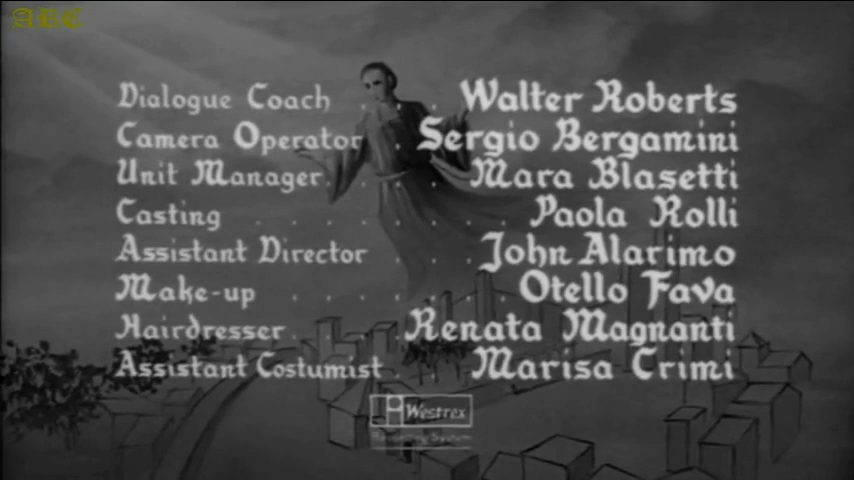 ABC
Dialogue Coach . . . Walter Roberts
Camera Operator . Sergio Bergamini
Unit Manager . . . . Mara Blasetti
Casting . . . . . . . Paola Rolli
Assistant Director . . . John Alarimo
Make-up . . . . . . Otello Fava
Hairdresser . . . Renata Magnanti
Assistant Costumist . Marisa Crimi
Westrex
Recording System